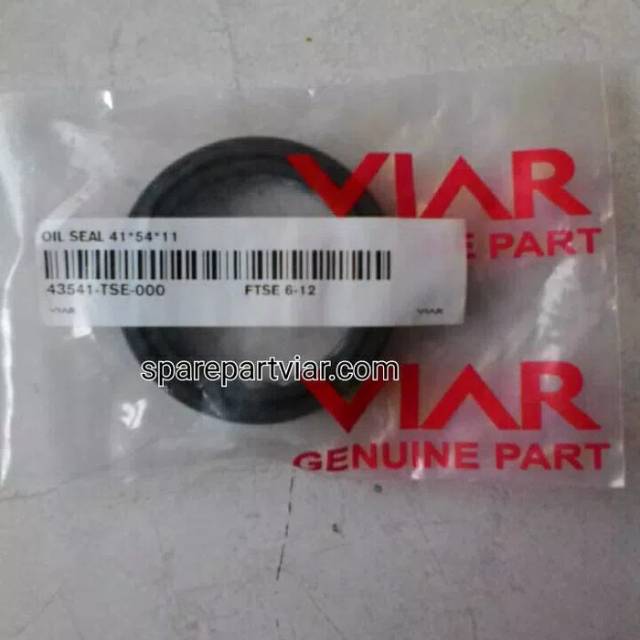 VIAR
GENUINE PART
OIL SEAL 41*54*11
43541-TSE-000 FTSE 6-12
VIAR VIAR
sparepartviar.com
VIAR
GENUINE PART